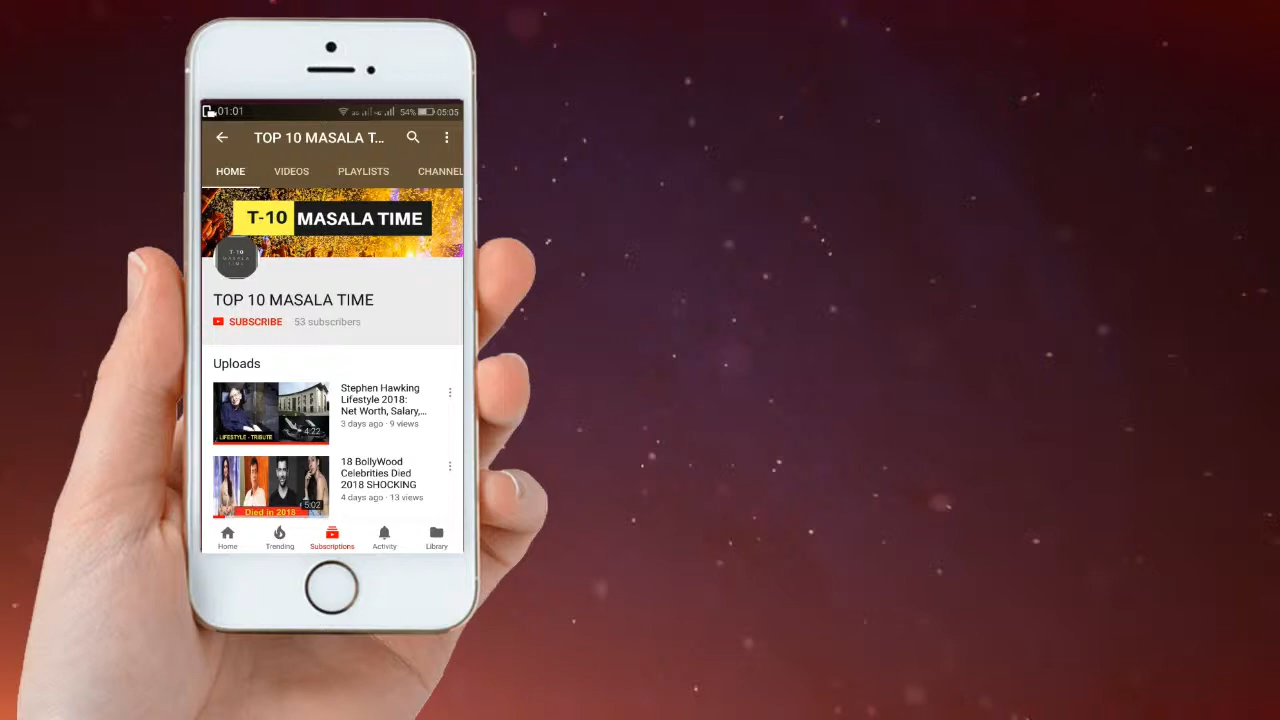 01:01 54% 05:05
TOP 10 MASALA T...
HOME VIDEOS PLAYLISTS CHANNEL
T-10 MASALA TIME
T-10
MASALA
TIME
TOP 10 MASALA TIME
SUBSCRIBE 53 subscribers
Uploads
Stephen Hawking
Lifestyle 2018:
Net Worth, Salary,...
3 days ago · 9 views
4:22
LIFESTYLE - TRIBUTE
18 BollyWood
Celebrities Died
2018 SHOCKING
4 days ago · 13 views
5:02
Died in 2018
Home Trending Subscriptions Activity Library